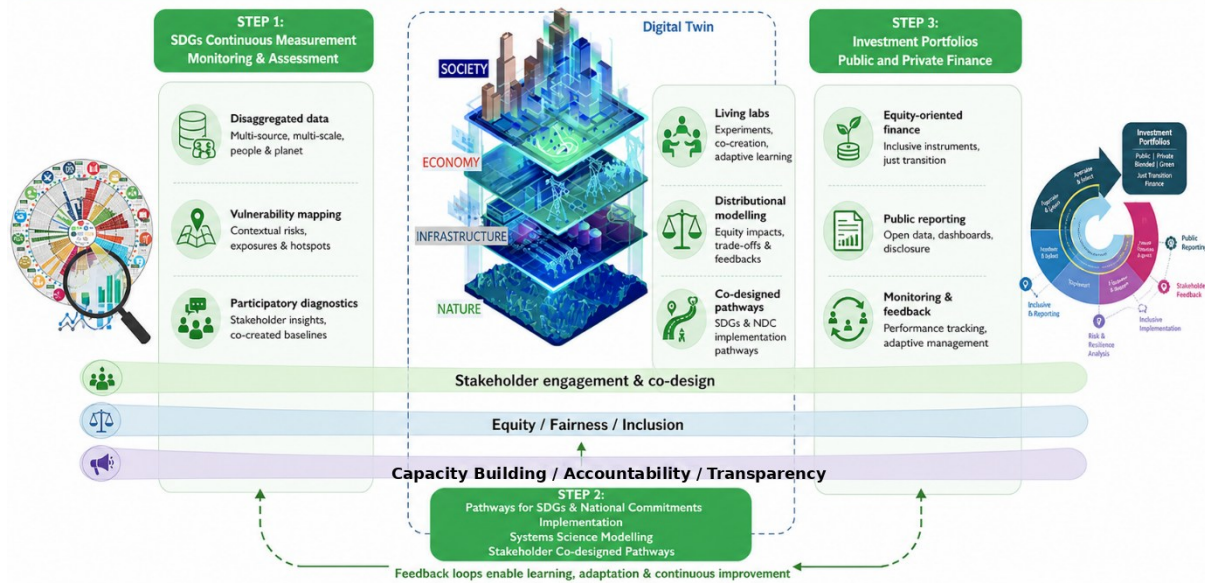 STEP 1:
SDGs Continuous Measurement
Monitoring & Assessment
Disaggregated data
Multi-source, multi-scale,
people & planet
Vulnerability mapping
Contextual risks,
exposures & hotspots
Participatory diagnostics
Stakeholder insights,
co-created baselines
Digital Twin
SOCIETY
ECONOMY
INFRASTRUCTURE
NATURE
Living labs
Experiments,
co-creation,
adaptive learning
Distributional
modelling
Equity impacts,
trade-offs &
feedbacks
Co-designed
pathways
SDGs & NDC
implementation
pathways
STEP 3:
Investment Portfolios
Public and Private Finance
Equity-oriented
finance
Inclusive instruments,
just transition
Public reporting
Open data, dashboards,
disclosure
Monitoring &
feedback
Performance tracking,
adaptive management
Investment
Portfolios
Public | Private
Blended | Green
Just Transition
Finance
Public
Reporting
Stakeholder
Feedback
Inclusive
Implementation
Risk &
Resilience
Analysis
Inclusive
& Reporting
Stakeholder engagement & co-design
Equity / Fairness / Inclusion
Capacity Building / Accountability / Transparency
STEP 2:
Pathways for SDGs & National Commitments
Implementation
Systems Science Modelling
Stakeholder Co-designed Pathways
Feedback loops enable learning, adaptation & continuous improvement